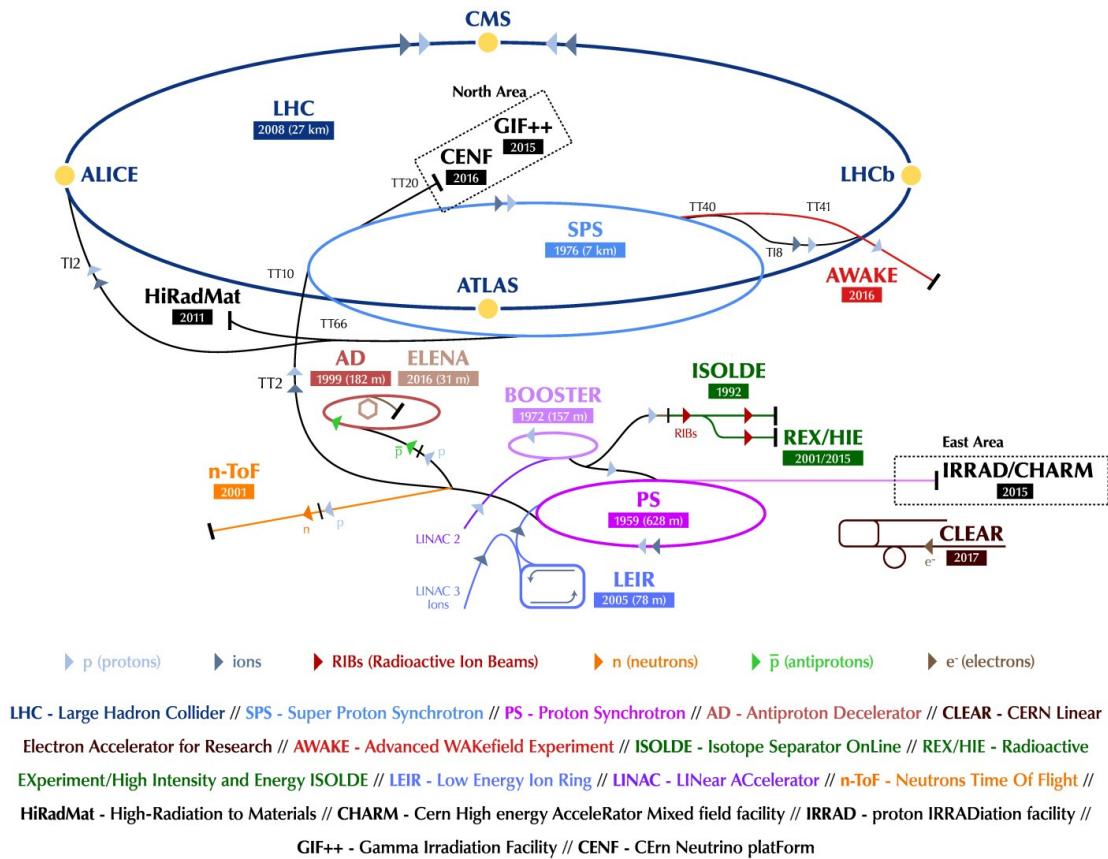 CMS
North Area
LHC
2008 (27 km)
GIF++
2015
CENF
2016
ALICE
LHCb
TT20
TT40
TT41
SPS
1976 (7 km)
TI2
TT10
TI8
ATLAS
AWAKE
2016
HiRadMat
2011
TT66
AD
1999 (182 m)
ELENA
2016 (31 m)
TT2
BOOSTER
1972 (157 m)
ISOLDE
1992
RIBs
REX/HIE
2001/2015
East Area
p̅
p
n-ToF
2001
IRRAD/CHARM
2015
PS
1959 (628 m)
n
p
LINAC 2
CLEAR
2017
e⁻
LEIR
2005 (78 m)
LINAC 3
Ions
p (protons)
ions
RIBs (Radioactive Ion Beams)
n (neutrons)
p̅ (antiprotons)
e⁻ (electrons)
LHC - Large Hadron Collider // SPS - Super Proton Synchrotron // PS - Proton Synchrotron // AD - Antiproton Decelerator // CLEAR - CERN Linear
Electron Accelerator for Research // AWAKE - Advanced WAKefield Experiment // ISOLDE - Isotope Separator OnLine // REX/HIE - Radioactive
EXperiment/High Intensity and Energy ISOLDE // LEIR - Low Energy Ion Ring // LINAC - LINear ACcelerator // n-ToF - Neutrons Time Of Flight //
HiRadMat - High-Radiation to Materials // CHARM - Cern High energy AcceleRator Mixed field facility // IRRAD - proton IRRADiation facility //
GIF++ - Gamma Irradiation Facility // CENF - CErn Neutrino platForm